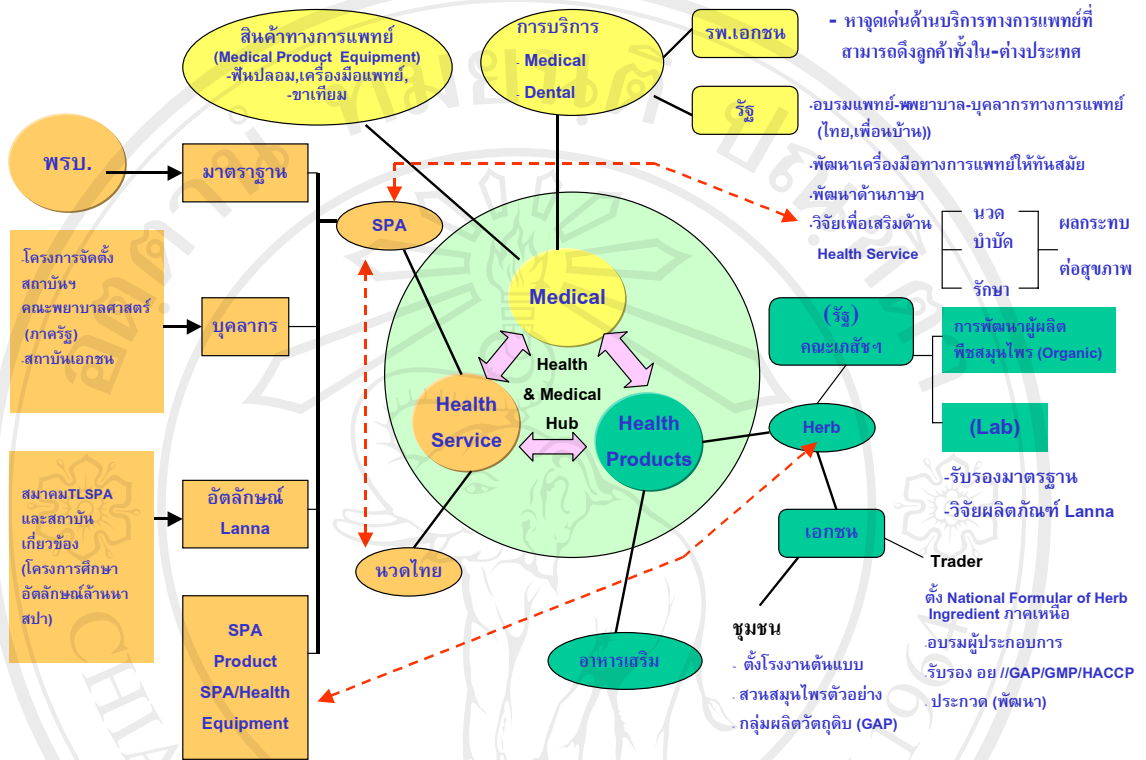 สินค้าทางการแพทย์
(Medical Product Equipment)
-ฟันปลอม,เครื่องมือแพทย์,
-ขาเทียม
การบริการ
- Medical
- Dental
รพ.เอกชน
- หาจุดเด่นด้านบริการทางการแพทย์ที่
สามารถดึงลูกค้าทั้งใน-ต่างประเทศ
รัฐ
-อบรมแพทย์-พยาบาล-บุคลากรทางการแพทย์
(ไทย,เพื่อนบ้าน))
-พัฒนาเครื่องมือทางการแพทย์ให้ทันสมัย
-พัฒนาด้านภาษา
-วิจัยเพื่อเสริมด้าน
Health Service
นวด
บำบัด
รักษา
ผลกระทบ
ต่อสุขภาพ
พรบ.
มาตราฐาน
SPA
-โครงการจัดตั้ง
สถาบันฯ
คณะพยาบาลศาสตร์
(ภาครัฐ)
-สถาบันเอกชน
บุคลากร
Medical
Health
& Medical
Hub
Health
Service
Health
Products
(รัฐ)
คณะเภสัชฯ
การพัฒนาผู้ผลิต
พืชสมุนไพร (Organic)
Herb
(Lab)
-รับรองมาตรฐาน
-วิจัยผลิตภัณฑ์ Lanna
สมาคมTLSPA
และสถาบัน
เกี่ยวข้อง
(โครงการศึกษา
อัตลักษณ์ล้านนา
สปา)
อัตลักษณ์
Lanna
นวดไทย
เอกชน
Trader
ตั้ง National Formular of Herb
Ingredient ภาคเหนือ
-อบรมผู้ประกอบการ
-รับรอง อย //GAP/GMP/HACCP
- ประกวด (พัฒนา)
SPA
Product
SPA/Health
Equipment
อาหารเสริม
ชุมชน
- ตั้งโรงงานต้นแบบ
- สวนสมุนไพรตัวอย่าง
- กลุ่มผลิตวัตถุดิบ (GAP)